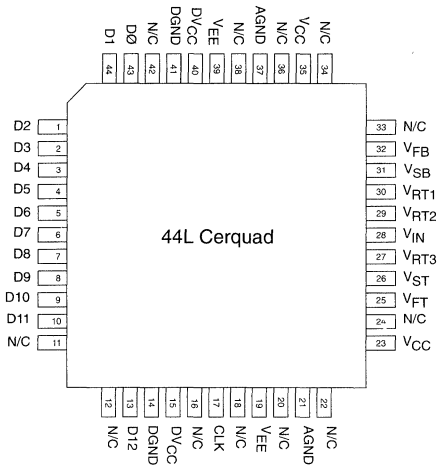 D1 DØ N/C DGND DVCC VEE N/C AGND N/C VCC N/C
44 43 42 41 40 39 38 37 36 35 34
D2 1
D3 2
D4 3
D5 4
D6 5
D7 6
D8 7
D9 8
D10 9
D11 10
N/C 11
44L Cerquad
33 N/C
32 VFB
31 VSB
30 VRT1
29 VRT2
28 VIN
27 VRT3
26 VST
25 VFT
24 N/C
23 VCC
12 13 14 15 16 17 18 19 20 21 22
N/C D12 DGND DVCC N/C CLK N/C VEE N/C AGND N/C